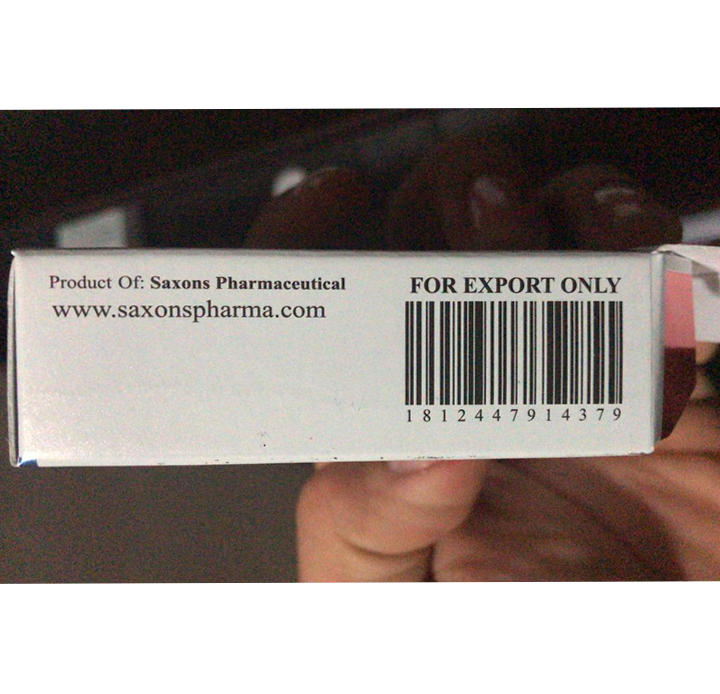 Product Of: Saxons Pharmaceutical
www.saxonspharma.com
FOR EXPORT ONLY
1812447914379